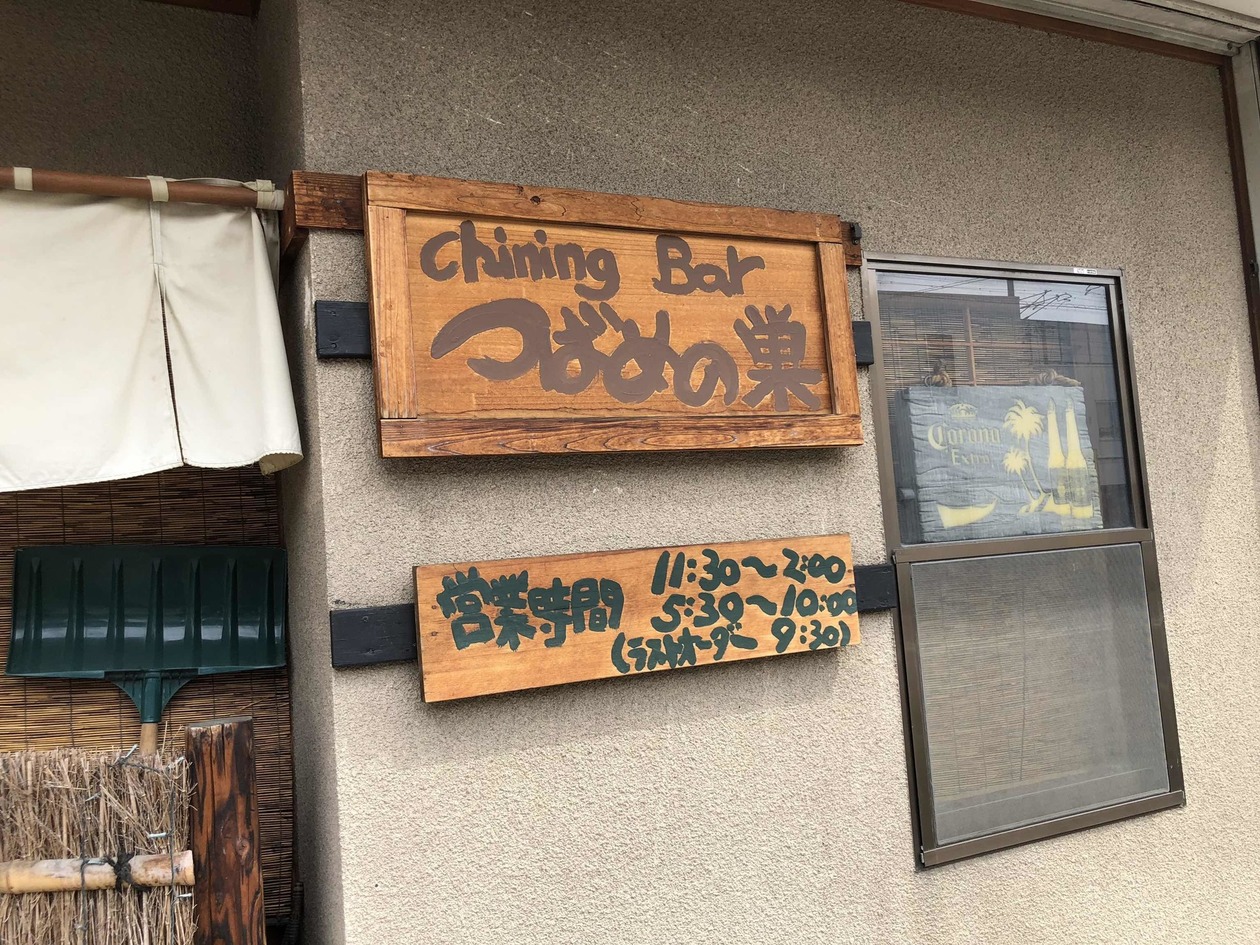 Chining Bar
つばめの巣
営業時間 11:30〜2:00
5:30〜10:00
(ラストオーダー 9:30)
Corona
Extra